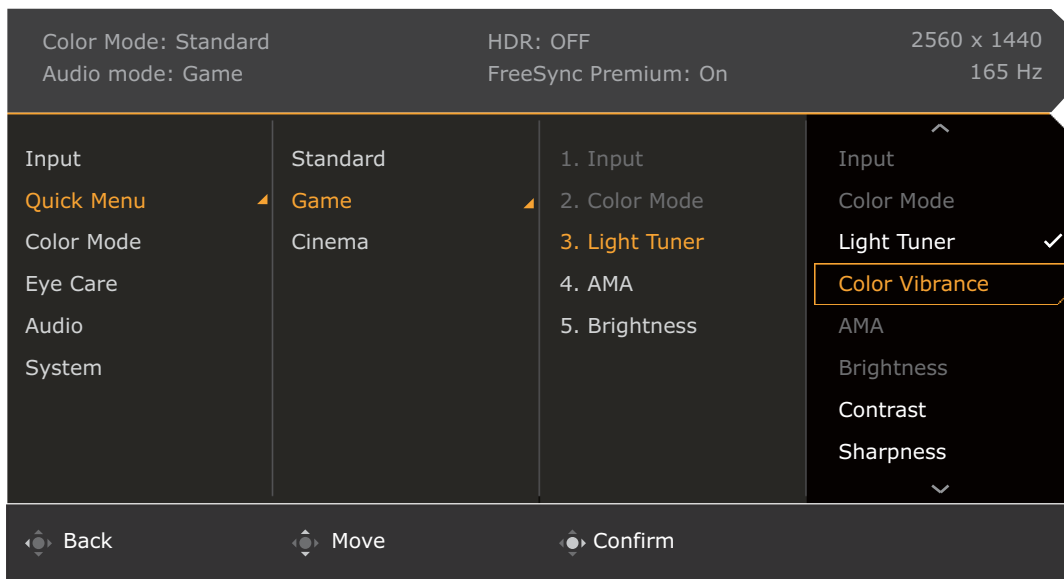 Color Mode: Standard
Audio mode: Game
HDR: OFF
FreeSync Premium: On
2560 x 1440
165 Hz
Input
Quick Menu
Color Mode
Eye Care
Audio
System
Standard
Game
Cinema
1. Input
2. Color Mode
3. Light Tuner
4. AMA
5. Brightness
Input
Color Mode
Light Tuner
Color Vibrance
AMA
Brightness
Contrast
Sharpness
Back
Move
Confirm